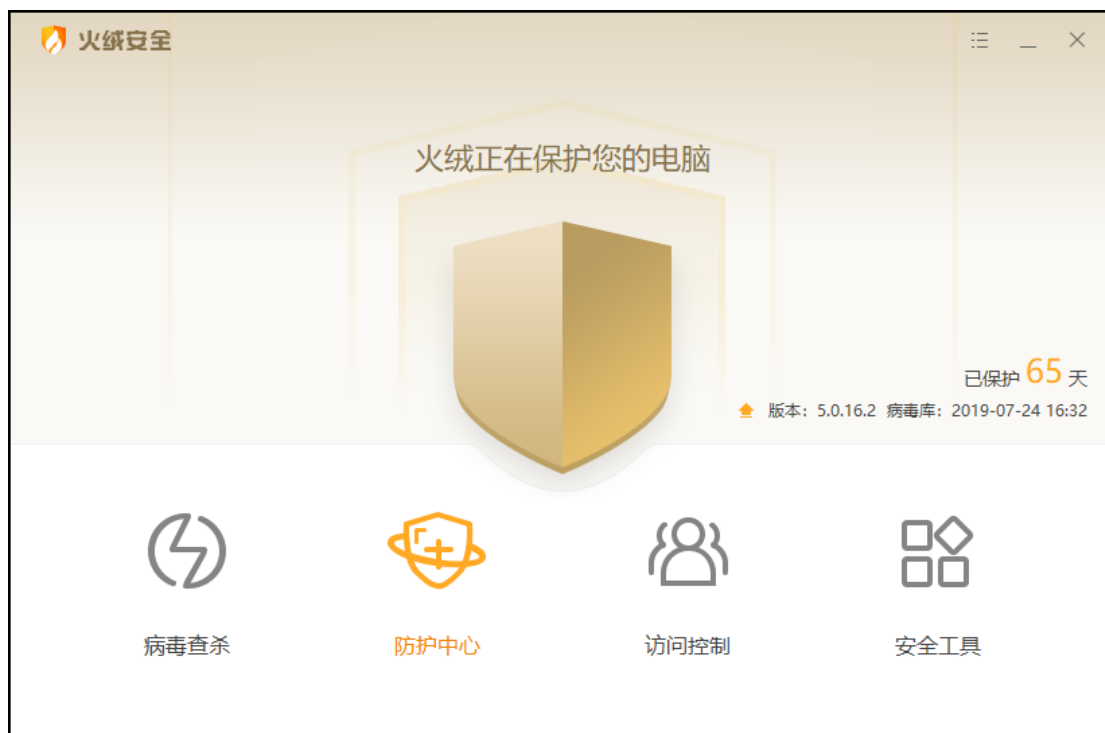 火绒安全
火绒正在保护您的电脑
已保护 65 天
版本：5.0.16.2 病毒库：2019-07-24 16:32
病毒查杀
防护中心
访问控制
安全工具